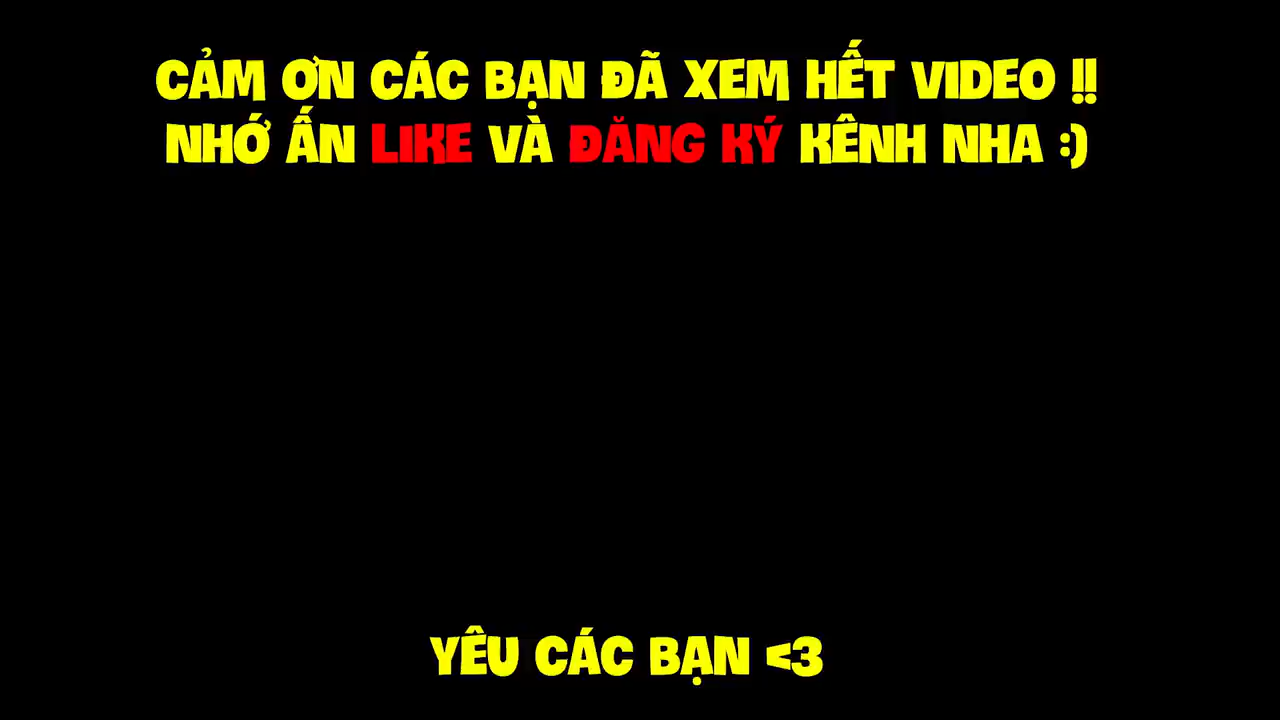 CẢM ƠN CÁC BẠN ĐÃ XEM HẾT VIDEO !!
NHỚ ẤN LIKE VÀ ĐĂNG KÝ KÊNH NHA :)
YÊU CÁC BẠN <3